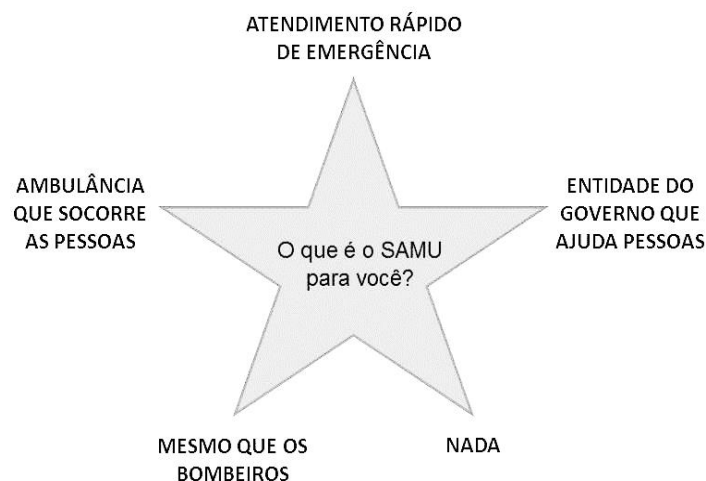 ATENDIMENTO RÁPIDO
DE EMERGÊNCIA
AMBULÂNCIA
QUE SOCORRE
AS PESSOAS
ENTIDADE DO
GOVERNO QUE
AJUDA PESSOAS
O que é o SAMU
para você?
MESMO QUE OS
BOMBEIROS
NADA